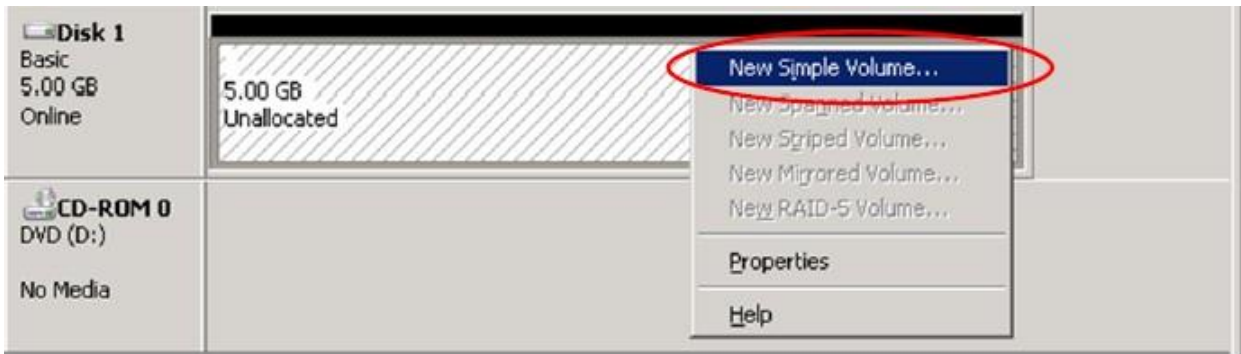 Disk 1
Basic
5.00 GB
Online
5.00 GB
Unallocated
New Simple Volume...
New Spanned Volume...
New Striped Volume...
New Mirrored Volume...
New RAID-5 Volume...
Properties
Help
CD-ROM 0
DVD (D:)
No Media